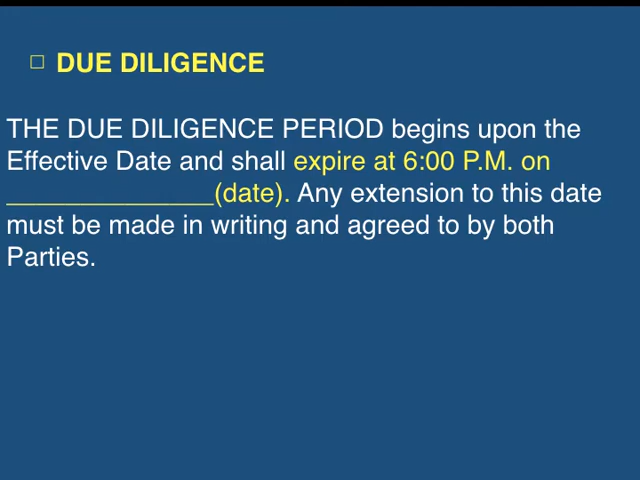 □ DUE DILIGENCE
THE DUE DILIGENCE PERIOD begins upon the
Effective Date and shall expire at 6:00 P.M. on
_______________(date). Any extension to this date
must be made in writing and agreed to by both
Parties.